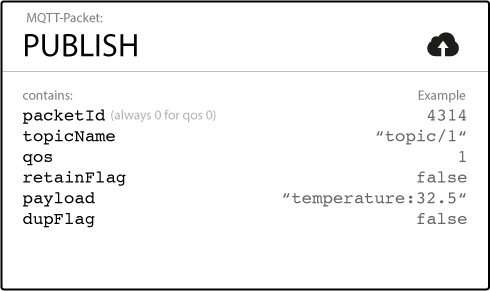 MQTT-Packet:
PUBLISH
contains: Example
packetId (always 0 for qos 0) 4314
topicName “topic/1“
qos 1
retainFlag false
payload “temperature:32.5“
dupFlag false